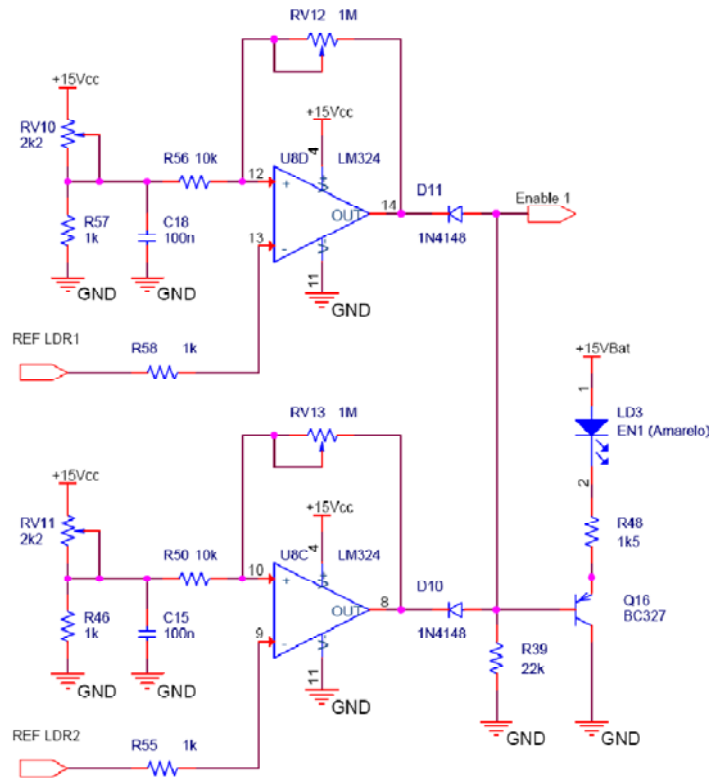 RV12 1M
+15Vcc
RV10
2k2
+15Vcc
R56 10k
U8D
LM324
4
12
+
V+
D11
Enable 1
OUT
14
R57
1k
C18
100n
13
-
V-
1N4148
11
GND
GND
GND
REF LDR1
R58 1k
+15VBat
1
RV13 1M
LD3
EN1 (Amarelo)
+15Vcc
2
RV11
2k2
+15Vcc
R48
1k5
R50 10k
U8C
LM324
4
10
+
V+
D10
Q16
BC327
OUT
8
R46
1k
C15
100n
9
-
V-
1N4148
R39
22k
11
GND
GND
GND
GND
GND
REF LDR2
R55 1k